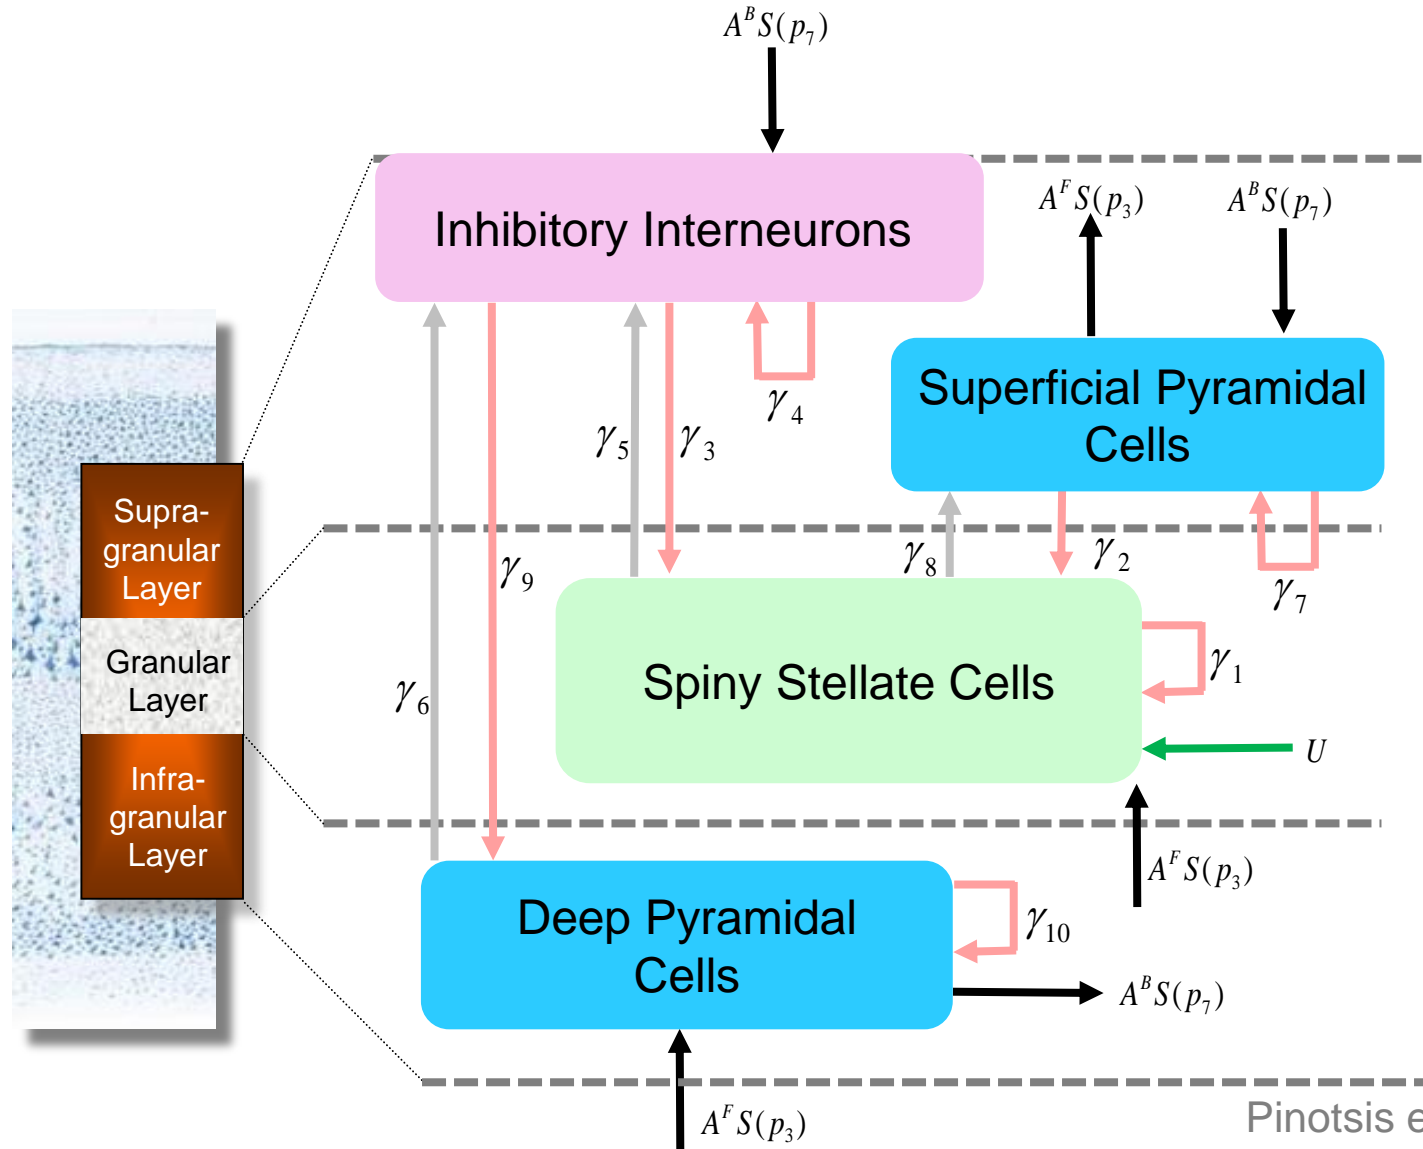 A^B S(p_7)
Inhibitory Interneurons
A^F S(p_3)
A^B S(p_7)
Superficial Pyramidal
Cells
γ_4
γ_5
γ_3
Supra-
granular
Layer
γ_9
γ_8
γ_2
γ_7
Granular
Layer
γ_6
Spiny Stellate Cells
γ_1
U
Infra-
granular
Layer
A^F S(p_3)
Deep Pyramidal
Cells
γ_10
A^B S(p_7)
A^F S(p_3)
Pinotsis e